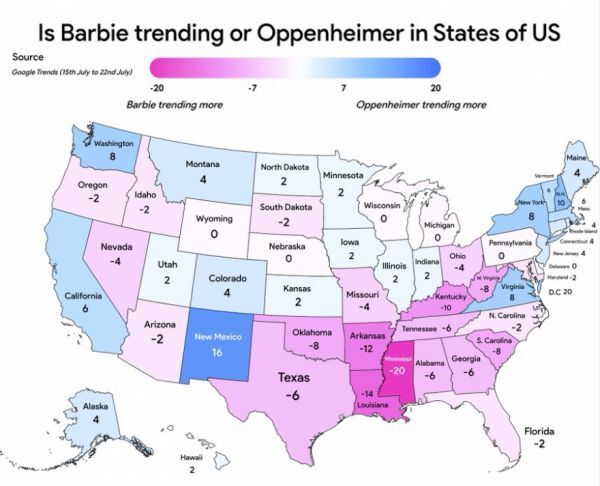 Is Barbie trending or Oppenheimer in States of US
Source
Google Trends (15th July to 22nd July)
-20
-7
7
20
Barbie trending more
Oppenheimer trending more
Washington
8
Montana
4
North Dakota
2
Minnesota
2
Maine
4
Vermont
6
N.H.
10
Oregon
-2
Idaho
-2
South Dakota
-2
Wisconsin
0
Michigan
0
New York
8
6
Mass.
4
Rhode Island
Connecticut 4
Wyoming
0
Nebraska
0
Iowa
2
Pennsylvania
0
New Jersey 4
Delaware 0
Maryland -2
D.C 20
Nevada
-4
Utah
2
Colorado
4
Kansas
2
Illinois
2
Indiana
2
Ohio
-4
W. Virginia
-8
Virginia
8
California
6
Missouri
-4
Kentucky
-10
Arizona
-2
New Mexico
16
Oklahoma
-8
Arkansas
-12
Tennessee -6
N. Carolina
-2
S. Carolina
-8
Texas
-6
Mississippi
-20
Alabama
-6
Georgia
-6
-14
Louisiana
Alaska
4
Florida
-2
Hawaii
2